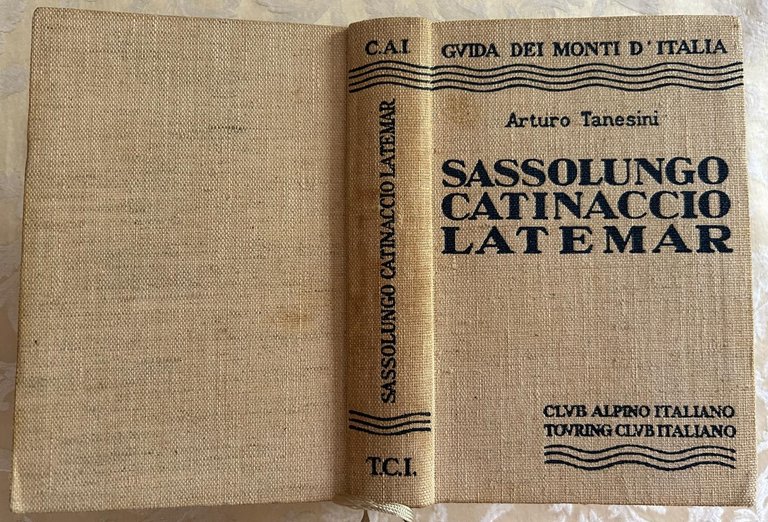 C.A.I.
SASSOLUNGO CATINACCIO LATEMAR
T.C.I.
GVIDA DEI MONTI D'ITALIA
Arturo Tanesini
SASSOLUNGO
CATINACCIO
LATEMAR
CLVB ALPINO ITALIANO
TOVRING CLVB ITALIANO